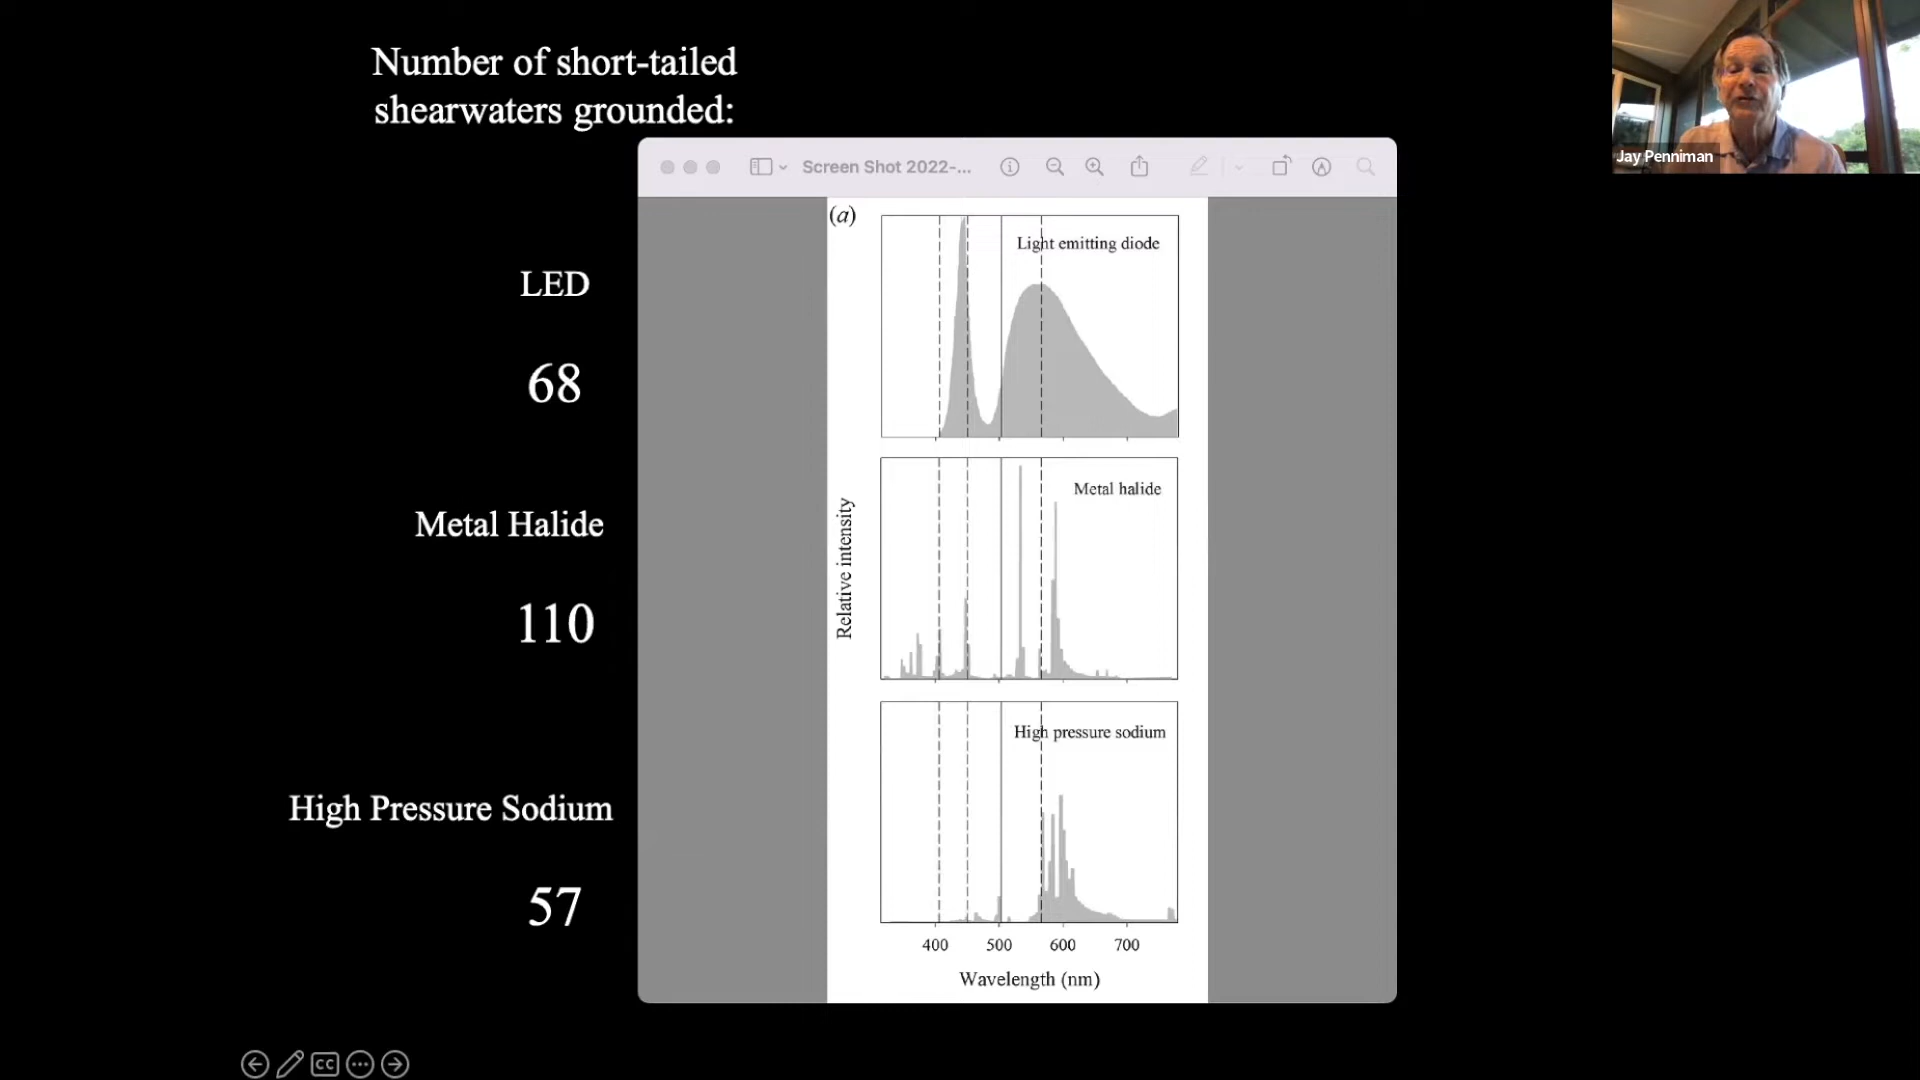 Number of short-tailed
shearwaters grounded:
Jay Penniman
Screen Shot 2022-...
(a)
Light emitting diode
LED
68
Metal halide
Metal Halide
110
Relative intensity
High pressure sodium
High Pressure Sodium
57
400 500 600 700
Wavelength (nm)
CC